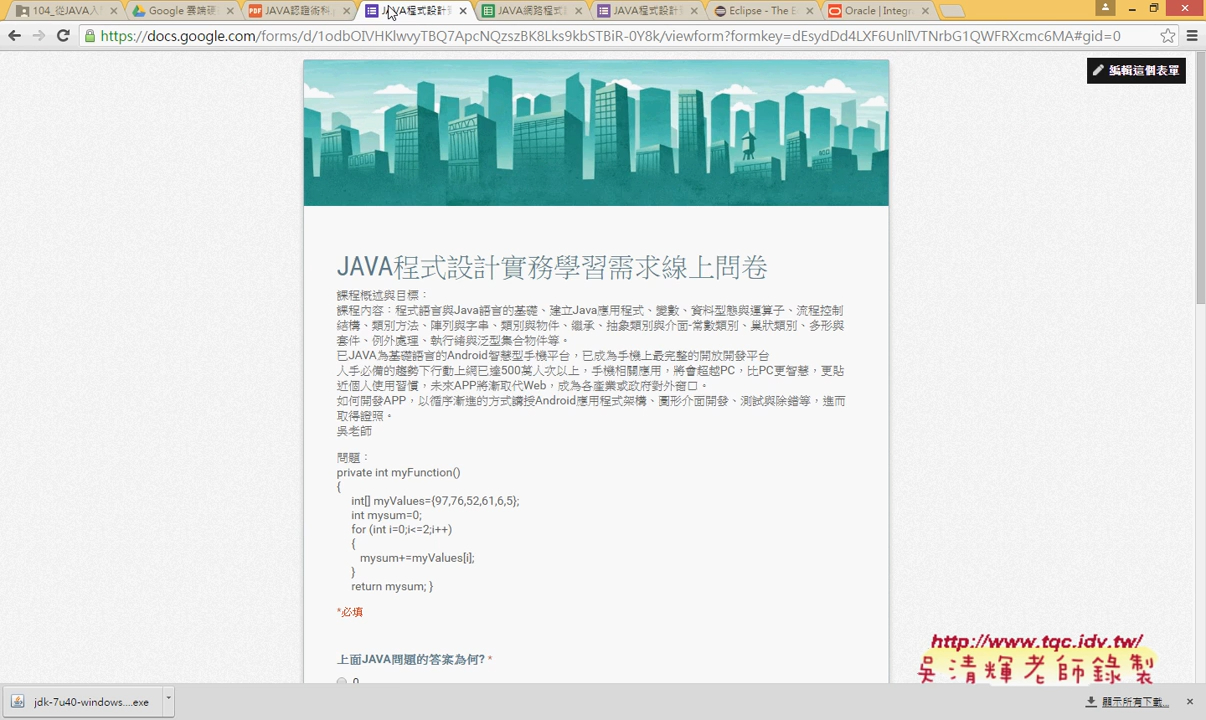 104_從JAVA入
Google 雲端硬
PDF JAVA認證術科
JAVA程式設計
JAVA網路程式
JAVA程式設計
Eclipse - The E
Oracle | Integr
https://docs.google.com/forms/d/1odbOIVHKlwvyTBQ7ApcNQzszBK8Lks9kbSTBiR-0Y8k/viewform?formkey=dEsydDd4LXF6UnlIVTNrbG1QWFRXcmc6MA#gid=0
編輯這個表單
JAVA程式設計實務學習需求線上問卷
課程概述與目標：
課程內容：程式語言與Java語言的基礎、建立Java應用程式、變數、資料型態與運算子、流程控制
結構、類別方法、陣列與字串、類別與物件、繼承、抽象類別與介面-常數類別、巢狀類別、多形與
套件、例外處理、執行緒與泛型集合物件等。
已JAVA為基礎語言的Android智慧型手機平台，已成為手機上最完整的開放開發平台
人手必備的趨勢下行動上網已達500萬人次以上，手機相關應用，將會超越PC，比PC更智慧，更貼
近個人使用習慣，未來APP將漸取代Web，成為各產業或政府對外窗口。
如何開發APP，以循序漸進的方式講授Android應用程式架構、圖形介面開發、測試與除錯等，進而
取得證照。
吳老師
問題：
private int myFunction()
{
int[] myValues={97,76,52,61,6,5};
int mysum=0;
for (int i=0;i<=2;i++)
{
mysum+=myValues[i];
}
return mysum; }
*必填
上面JAVA問題的答案為何? *
0
http://www.tqc.idv.tw/
吳清輝老師錄製
jdk-7u40-windows....exe
顯示所有下載...